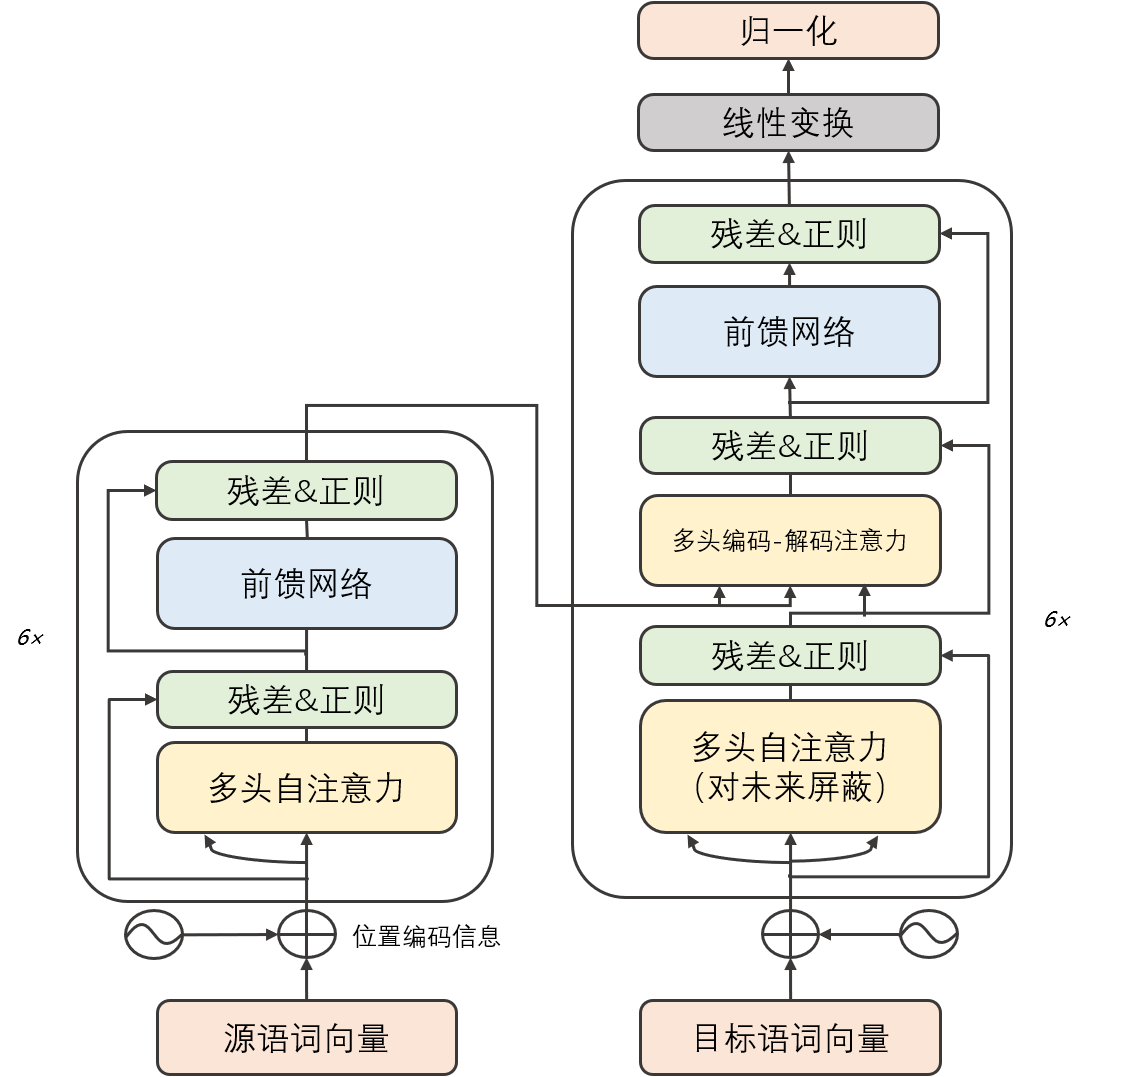 归一化
线性变换
残差&正则
前馈网络
残差&正则
多头编码-解码注意力
残差&正则
多头自注意力
（对未来屏蔽）
6×
目标语词向量
残差&正则
前馈网络
6×
残差&正则
多头自注意力
位置编码信息
源语词向量